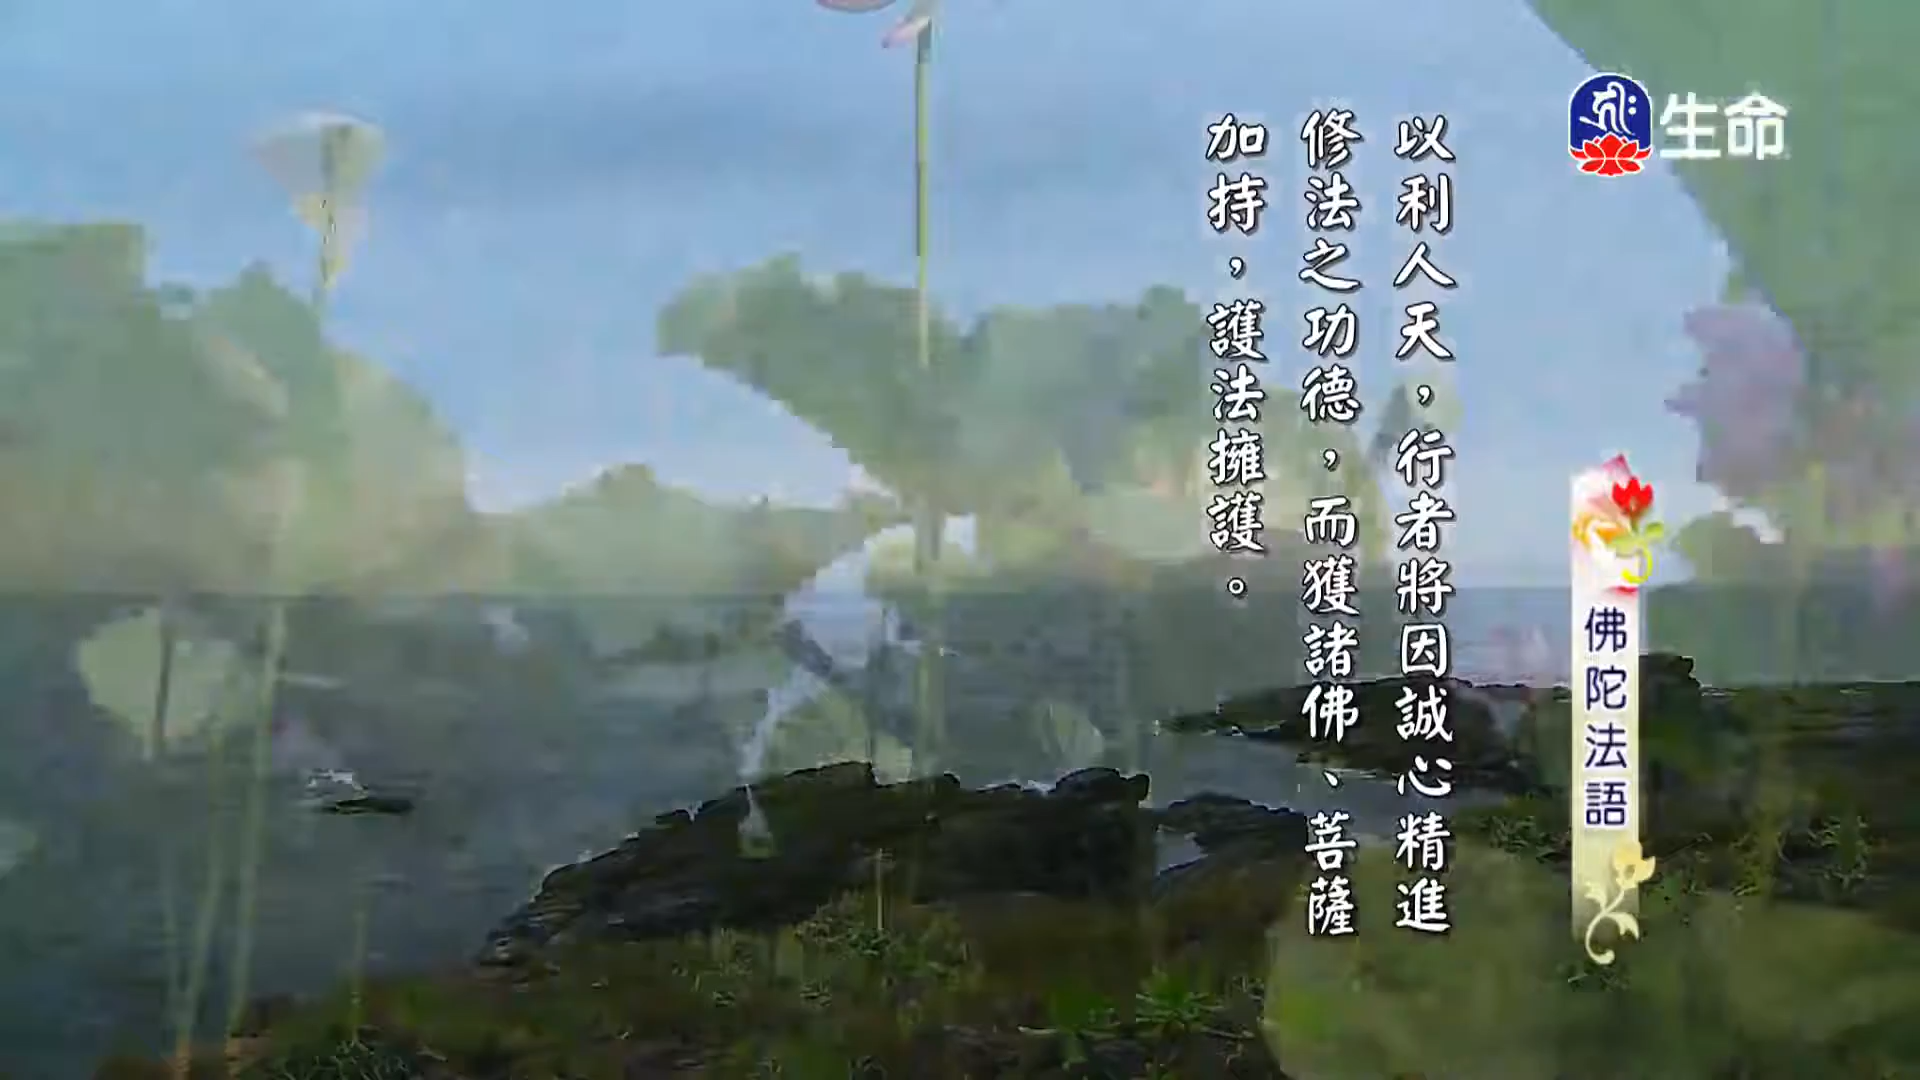 生命
佛陀法語
以利人天，行者將因誠心精進
修法之功德，而獲諸佛、菩薩
加持，護法擁護。